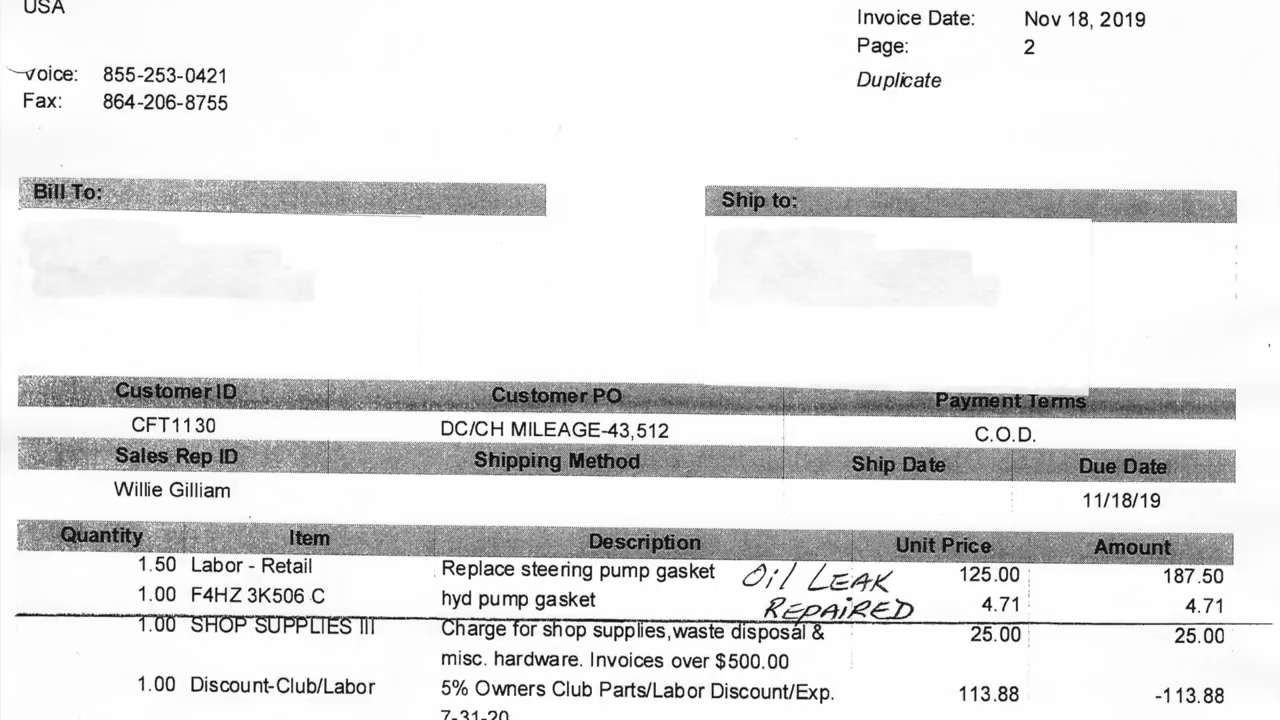 USA
Invoice Date: Nov 18, 2019
Page: 2
Duplicate
voice: 855-253-0421
Fax: 864-206-8755
Bill To:
Ship to:
Customer ID Customer PO Payment Terms
CFT1130 DC/CH MILEAGE-43,512 C.O.D.
Sales Rep ID Shipping Method Ship Date Due Date
Willie Gilliam 11/18/19
Quantity Item Description Unit Price Amount
1.50 Labor - Retail Replace steering pump gasket OiL LEAK 125.00 187.50
1.00 F4HZ 3K506 C hyd pump gasket REPAiRED 4.71 4.71
1.00 SHOP SUPPLIES III Charge for shop supplies,waste disposal & 25.00 25.00
misc. hardware. Invoices over $500.00
1.00 Discount-Club/Labor 5% Owners Club Parts/Labor Discount/Exp. 113.88 -113.88
7-31-20